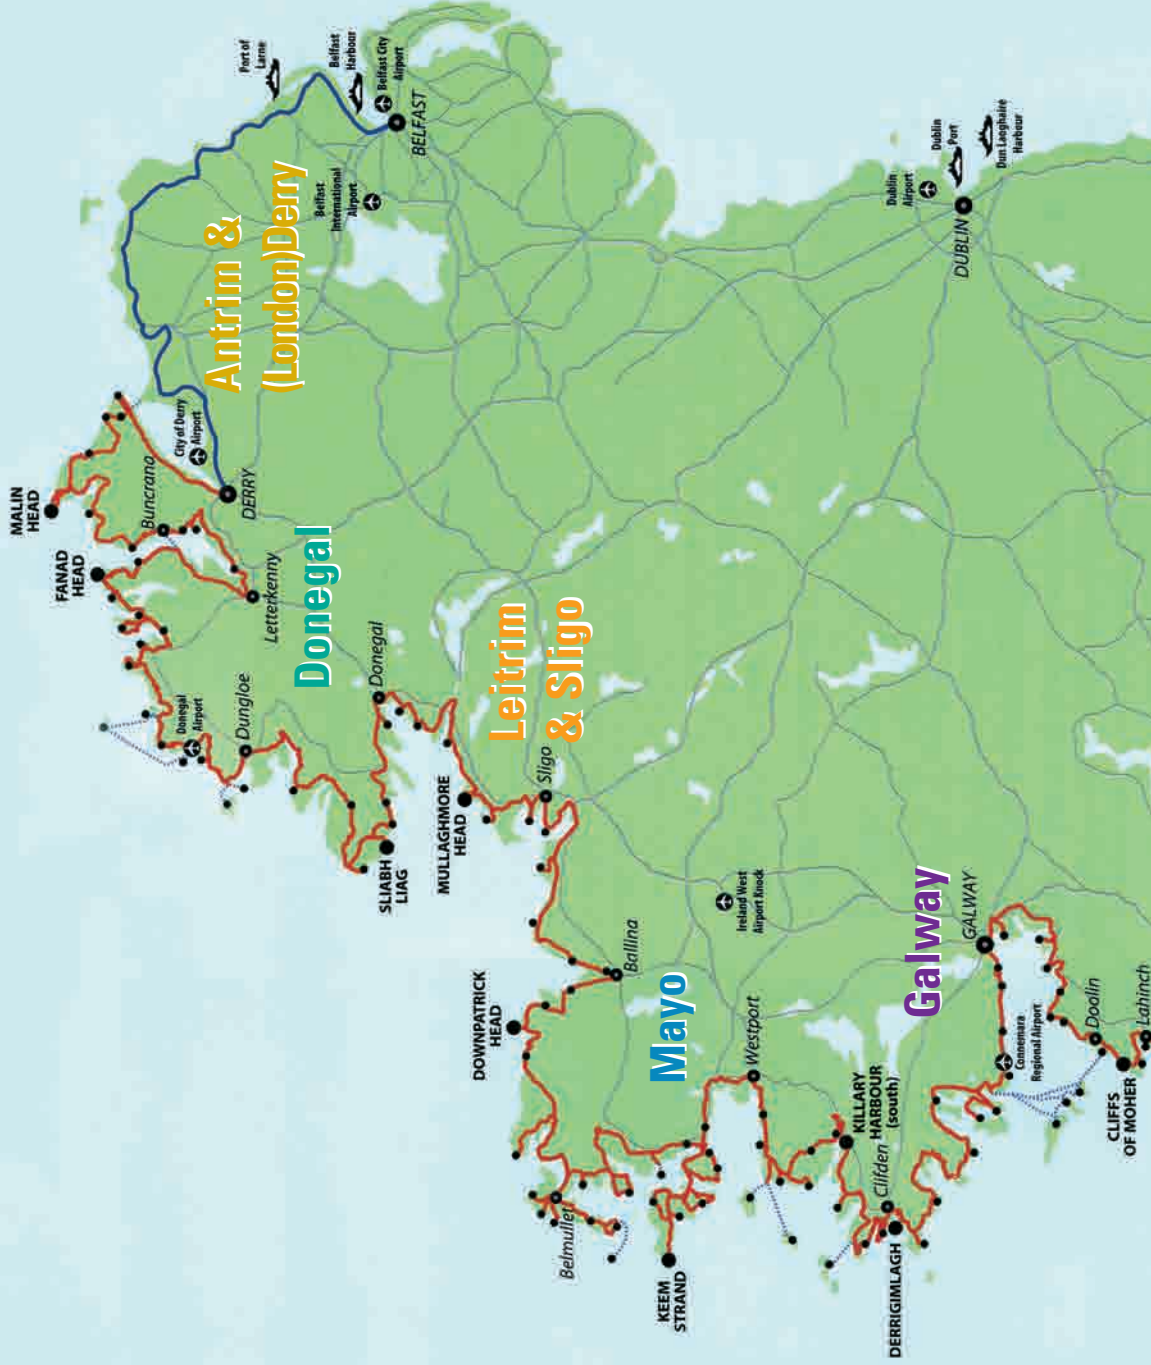 MALIN
HEAD
FANAD
HEAD
Buncrana
City of Derry
Airport
DERRY
Letterkenny
Antrim &
(London)Derry
Port of
Larne
Belfast
Harbour
Belfast City
Airport
BELFAST
Belfast
International
Airport
Donegal
Airport
Dungloe
Donegal
Donegal
SLIABH
LIAG
MULLAGHMORE
HEAD
Leitrim
& Sligo
Sligo
DOWNPATRICK
HEAD
Ballina
Mayo
Belmullet
KEEM
STRAND
Westport
Ireland West
Airport Knock
KILLARY
HARBOUR
(south)
Clifden
DERRIGIMLAGH
Galway
GALWAY
Connemara
Regional Airport
Doolin
CLIFFS
OF MOHER
Lahinch
Dublin
Airport
Dublin
Port
Dun Laoghaire
Harbour
DUBLIN